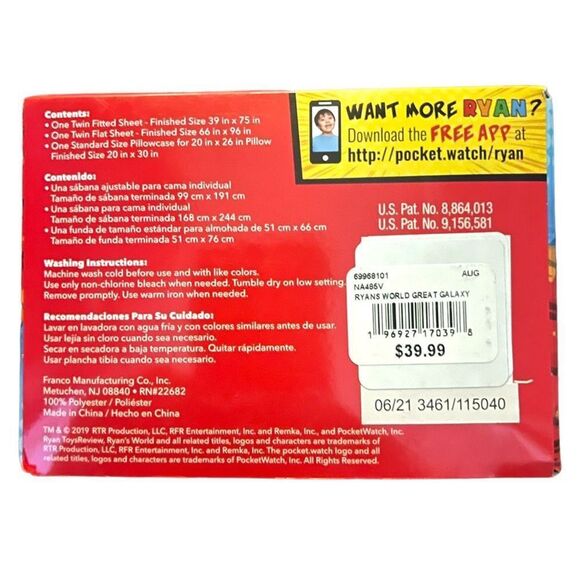 Contents:
• One Twin Fitted Sheet - Finished Size 39 in x 75 in
• One Twin Flat Sheet - Finished Size 66 in x 96 in
• One Standard Size Pillowcase for 20 in x 26 in Pillow
Finished Size 20 in x 30 in
Contenido:
• Una sábana ajustable para cama individual
Tamaño de sábana terminada 99 cm x 191 cm
• Una sábana para cama individual
Tamaño de sábana terminada 168 cm x 244 cm
• Una funda de tamaño estándar para almohada de 51 cm x 66 cm
Tamaño de funda terminada 51 cm x 76 cm
Washing Instructions:
Machine wash cold before use and with like colors.
Use only non-chlorine bleach when needed. Tumble dry on low setting.
Remove promptly. Use warm iron when needed.
Recomendaciones Para Su Cuidado:
Lavar en lavadora con agua fría y con colores similares antes de usar.
Usar lejía sin cloro cuando sea necesario.
Secar en secadora a baja temperatura. Quitar rápidamente.
Usar plancha tibia cuando sea necesario.
Franco Manufacturing Co., Inc.
Metuchen, NJ 08840 • RN#22682
100% Polyester / Poliéster
Made in China / Hecho en China
TM & © 2019 RTR Production, LLC, RFR Entertainment, Inc. and Remka, Inc., and PocketWatch, Inc.
Ryan ToysReview, Ryan's World and all related titles, logos and characters are trademarks of
RTR Production, LLC, RFR Entertainment, Inc. and Remka, Inc. The pocket.watch logo and all
related titles, logos and characters are trademarks of PocketWatch, Inc. All Rights Reserved.
WANT MORE RYAN?
Download the FREE APP at
http://pocket.watch/ryan
U.S. Pat. No. 8,864,013
U.S. Pat. No. 9,156,581
69968101 AUG
NA485V
RYANS WORLD GREAT GALAXY
1 96927 17039 8
$39.99
06/21 3461/115040